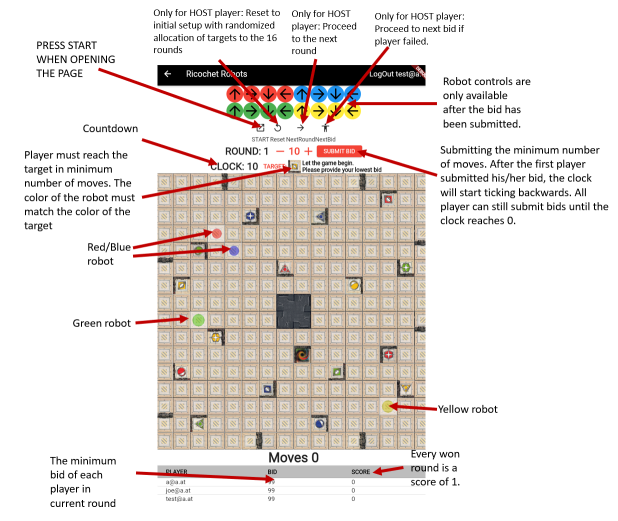 Only for HOST player: Reset to
initial setup with randomized
allocation of targets to the 16
rounds
Only for HOST
player: Proceed
to the next
round
Only for HOST player:
Proceed to next bid if
player failed.
PRESS START
WHEN OPENING
THE PAGE
Ricochet Robots
LogOut test@a.
Robot controls are
only available
after the bid has
been submitted.
START Reset NextRound NextBid
Countdown
ROUND: 1 − 10 + SUBMIT BID
CLOCK: 10 TARGET
Let the game begin.
Please provide your lowest bid
Player must reach the
target in minimum
number of moves. The
color of the robot must
match the color of the
target
Submitting the minimum number
of moves. After the first player
submitted his/her bid, the clock
will start ticking backwards. All
player can still submit bids until the
clock reaches 0.
Red/Blue
robot
Green robot
Yellow robot
Moves 0
The minimum
bid of each
player in
current round
Every won
round is a
score of 1.
PLAYER BID SCORE
a@a.at 99 0
joe@a.at 99 0
test@a.at 99 0